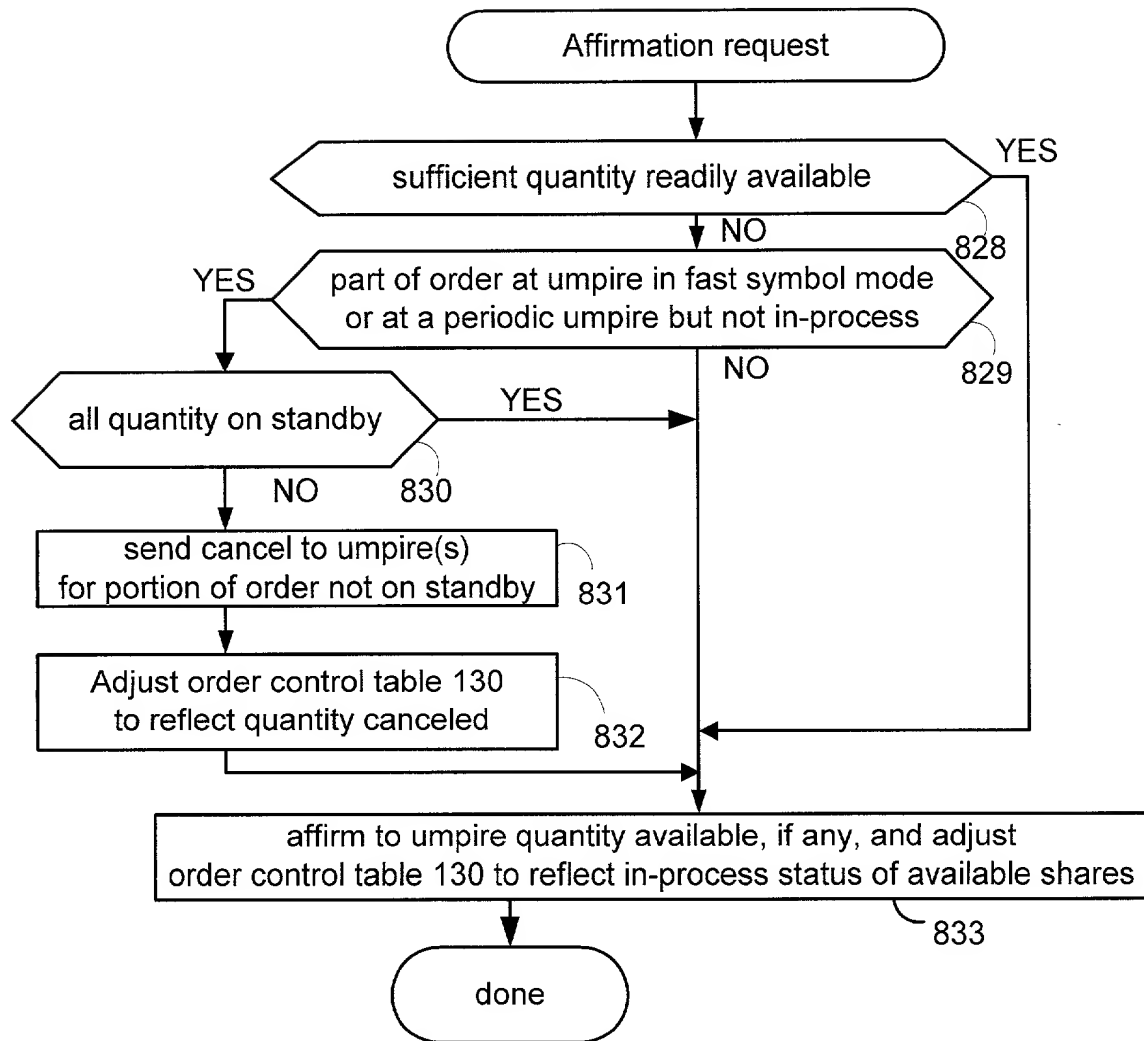 Affirmation request
YES
sufficient quantity readily available
NO
828
YES
part of order at umpire in fast symbol mode
or at a periodic umpire but not in-process
NO
829
all quantity on standby
YES
NO
830
send cancel to umpire(s)
for portion of order not on standby
831
Adjust order control table 130
to reflect quantity canceled
832
affirm to umpire quantity available, if any, and adjust
order control table 130 to reflect in-process status of available shares
833
done